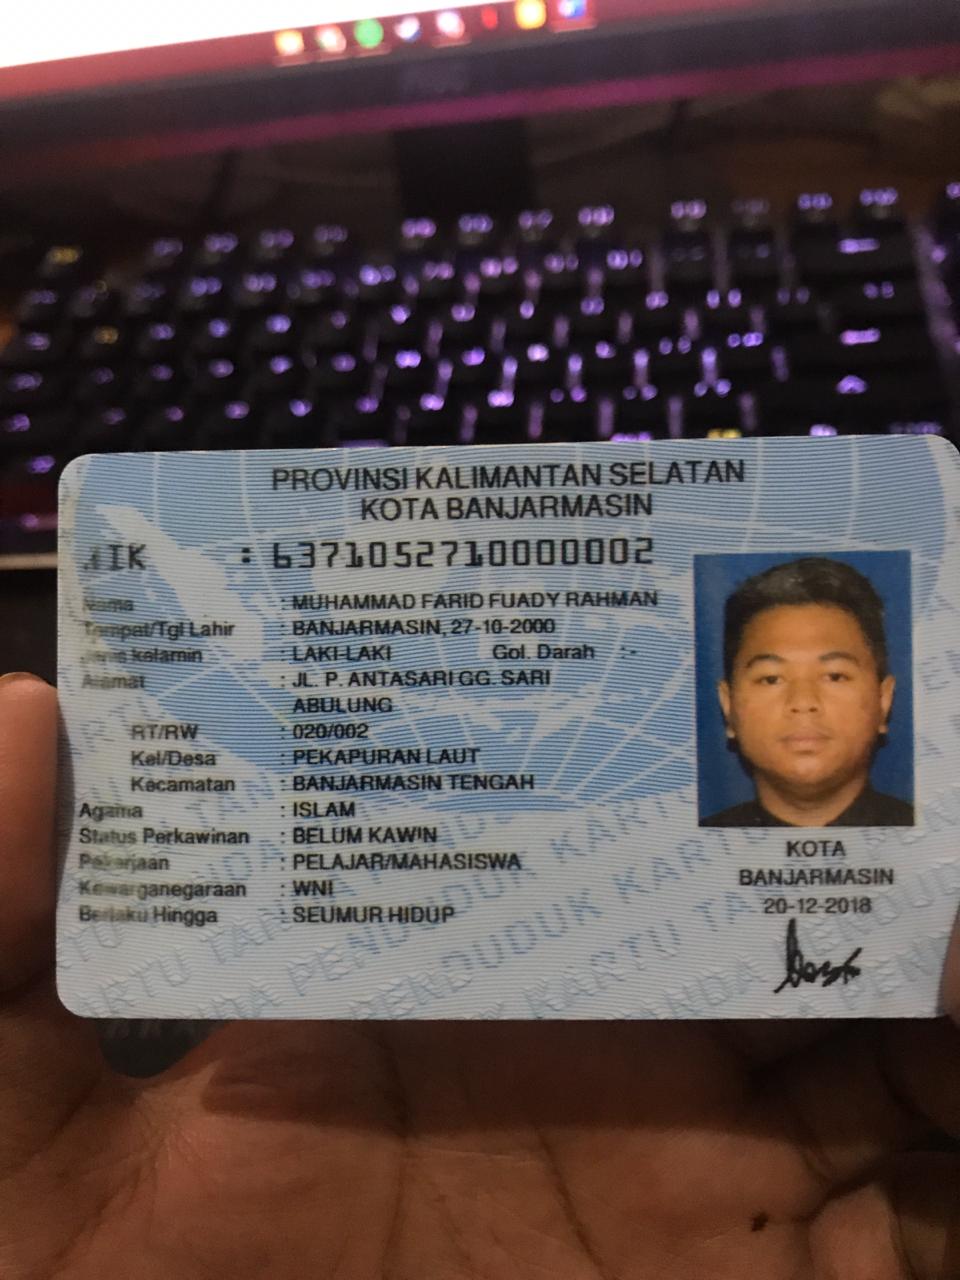 PROVINSI KALIMANTAN SELATAN
KOTA BANJARMASIN
NIK : 6371052710000002
Nama : MUHAMMAD FARID FUADY RAHMAN
Tempat/Tgl Lahir : BANJARMASIN, 27-10-2000
Jenis kelamin : LAKI-LAKI Gol. Darah : -
Alamat : JL. P. ANTASARI GG. SARI
ABULUNG
RT/RW : 020/002
Kel/Desa : PEKAPURAN LAUT
Kecamatan : BANJARMASIN TENGAH
Agama : ISLAM
Status Perkawinan : BELUM KAWIN
Pekerjaan : PELAJAR/MAHASISWA
Kewarganegaraan : WNI
Berlaku Hingga : SEUMUR HIDUP
KOTA
BANJARMASIN
20-12-2018